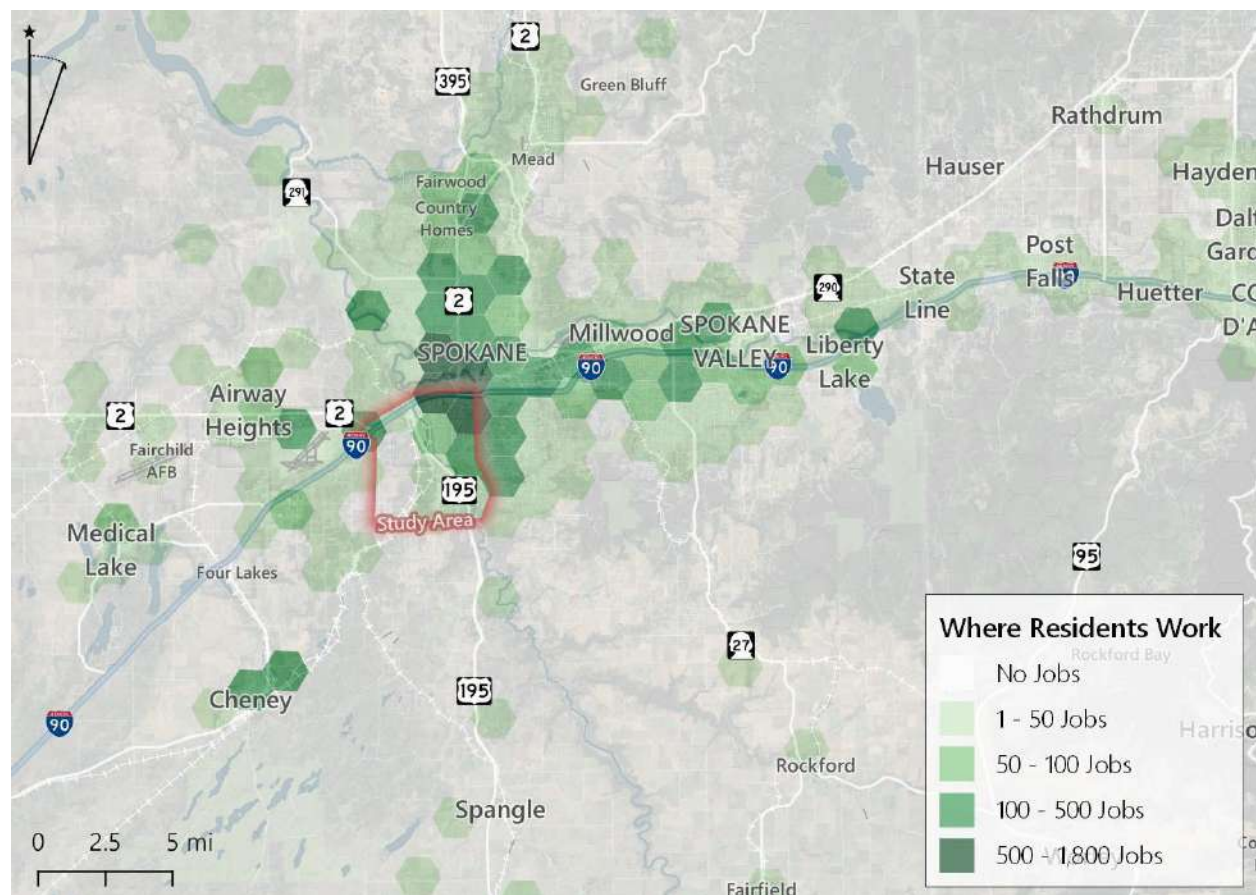 2
395
Green Bluff
Rathdrum
Mead
Hauser
Hayden
291
Fairwood
Country
Homes
Dalt
Gard
Post
Falls
State
Line
290
Huetter
CO
D'A
2
Millwood
SPOKANE
VALLEY
SPOKANE
Liberty
Lake
90
90
Airway
Heights
2
2
90
Fairchild
AFB
195
Study Area
Medical
Lake
Four Lakes
95
27
Cheney
195
90
Rockford
Spangle
Fairfield
0 2.5 5 mi
Where Residents Work
Rockford Bay
No Jobs
1 - 50 Jobs
Harriso
50 - 100 Jobs
100 - 500 Jobs
500 - 1,800 Jobs
Co